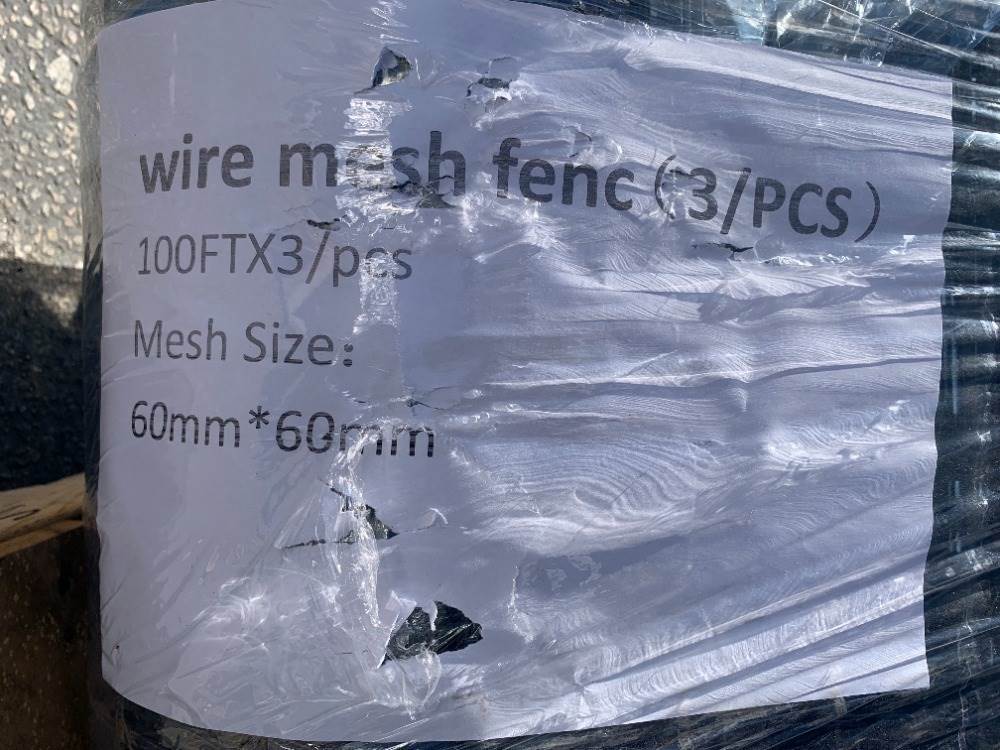 wire mesh fenc（3/PCS）
100FTX3/pcs
Mesh Size：
60mm*60mm